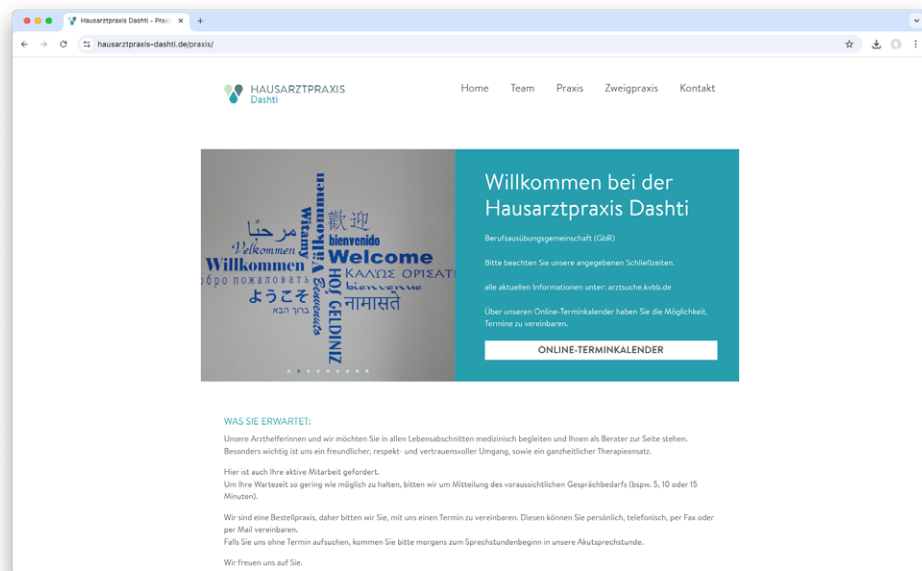 Hausarztpraxis Dashti - Praxi
hausarztpraxis-dashti.de/praxis/
HAUSARZTPRAXIS
Dashti
Home Team Praxis Zweigpraxis Kontakt
مرحبًا
Velkommen
Willkommen
добро пожаловать
ようこそ
ברוך הבא
Witamy
Willkommen
Benvenuto
HOŞ GELDINIZ
歡迎
bienvenido
Welcome
ΚΑΛΩΣ ΟΡΙΣΑΤ
bienvenue
नामास्ते
Willkommen bei der
Hausarztpraxis Dashti
Berufsausübungsgemeinschaft (GbR)
Bitte beachten Sie unsere angegebenen Schließzeiten.
alle aktuellen Informationen unter: arztsuche.kvbb.de
Über unseren Online-Terminkalender haben Sie die Möglichkeit,
Termine zu vereinbaren.
ONLINE-TERMINKALENDER
WAS SIE ERWARTET:
Unsere Arzthelferinnen und wir möchten Sie in allen Lebensabschnitten medizinisch begleiten und Ihnen als Berater zur Seite stehen.
Besonders wichtig ist uns ein freundlicher, respekt- und vertrauensvoller Umgang, sowie ein ganzheitlicher Therapieansatz.
Hier ist auch Ihre aktive Mitarbeit gefordert.
Um Ihre Wartezeit so gering wie möglich zu halten, bitten wir um Mitteilung des voraussichtlichen Gesprächbedarfs (bspw. 5, 10 oder 15
Minuten).
Wir sind eine Bestellpraxis, daher bitten wir Sie, mit uns einen Termin zu vereinbaren. Diesen können Sie persönlich, telefonisch, per Fax oder
per Mail vereinbaren.
Falls Sie uns ohne Termin aufsuchen, kommen Sie bitte morgens zum Sprechstundenbeginn in unsere Akutsprechstunde.
Wir freuen uns auf Sie.